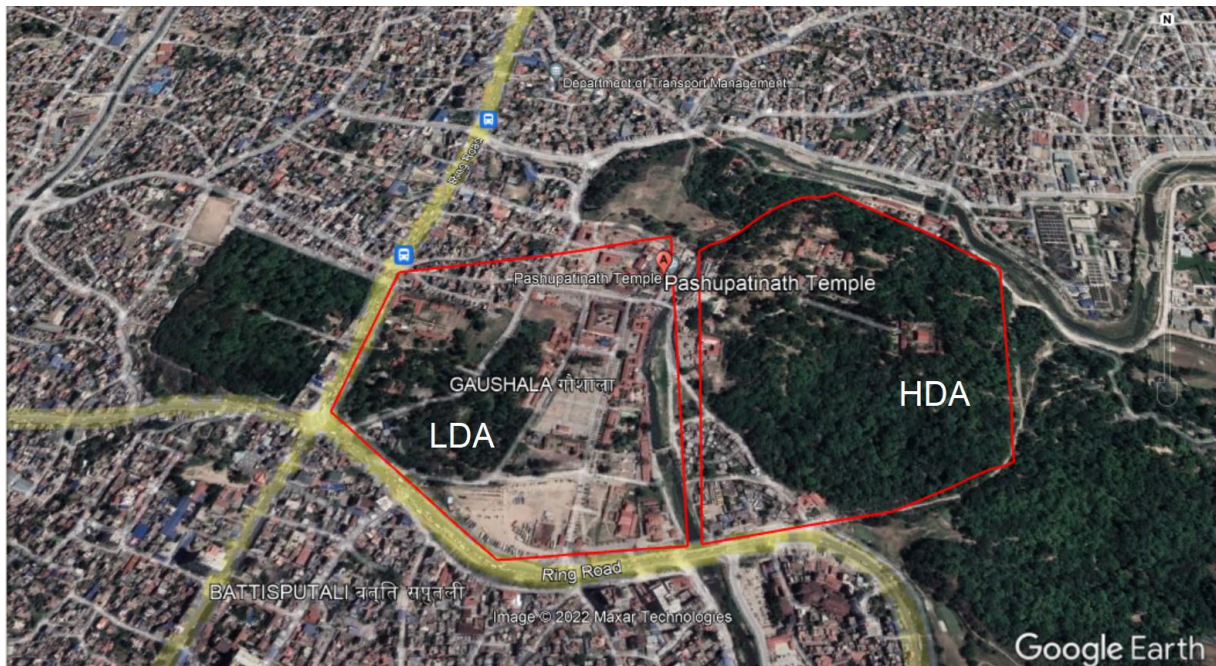 N
Department of Transport Management
Ring Road
A
Pashupatinath Temple
Pashupatinath Temple
GAUSHALA गौशाला
HDA
LDA
Ring Road
BATTISPUTALI
Image © 2022 Maxar Technologies
Google Earth